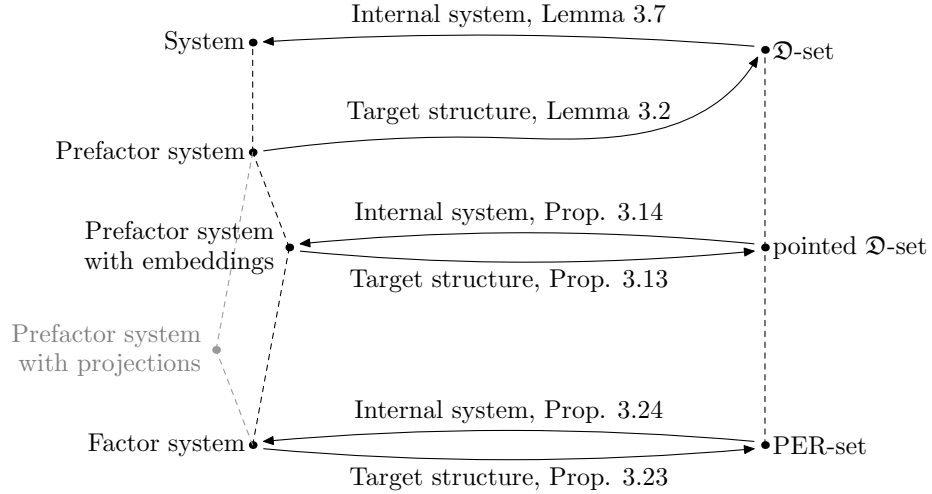 Internal system, Lemma 3.7
System
𝔇-set
Target structure, Lemma 3.2
Prefactor system
Internal system, Prop. 3.14
Prefactor system
with embeddings
pointed 𝔇-set
Target structure, Prop. 3.13
Prefactor system
with projections
Internal system, Prop. 3.24
Factor system
PER-set
Target structure, Prop. 3.23